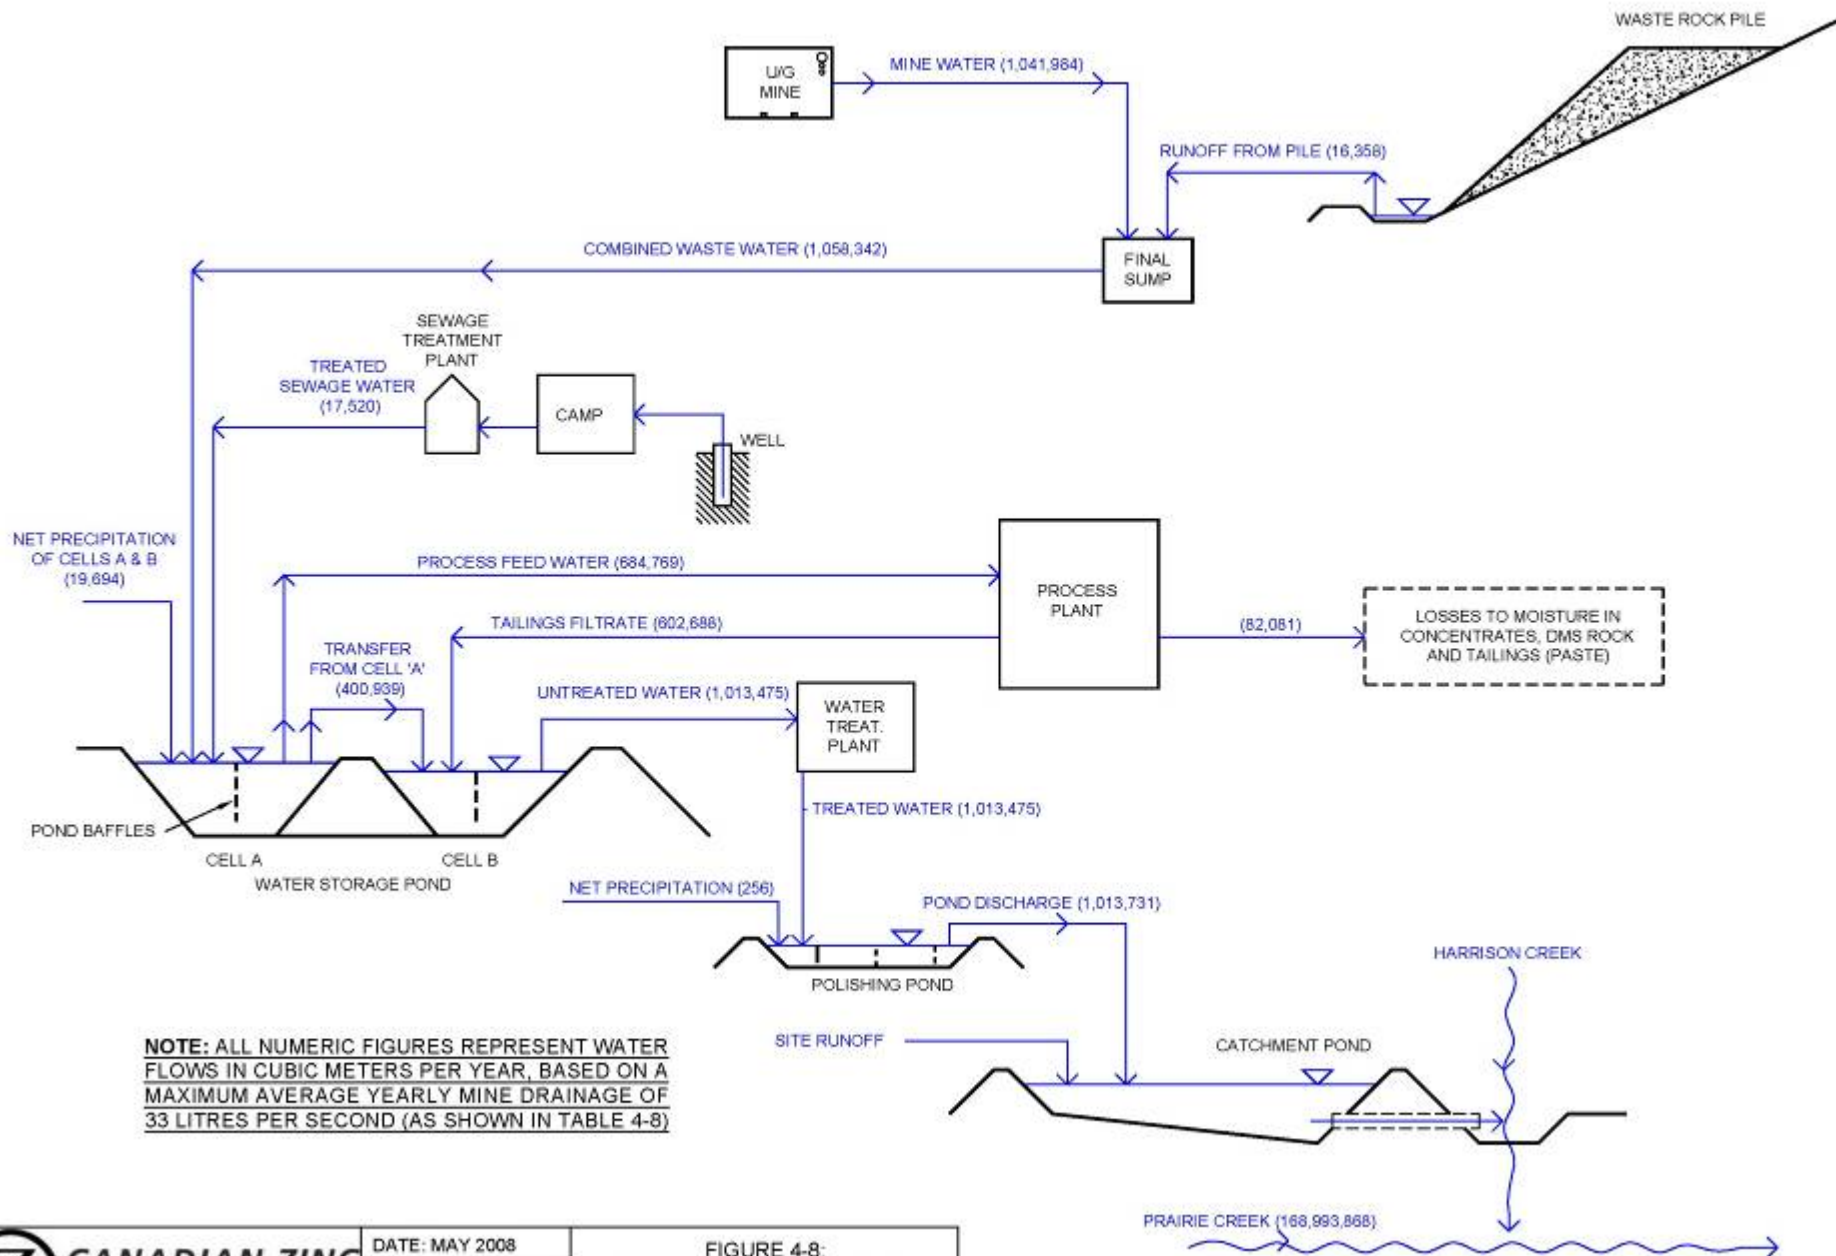 WASTE ROCK PILE
U/G
MINE
MINE WATER (1,041,984)
RUNOFF FROM PILE (16,358)
COMBINED WASTE WATER (1,058,342)
FINAL
SUMP
SEWAGE
TREATMENT
PLANT
TREATED
SEWAGE WATER
(17,520)
CAMP
WELL
NET PRECIPITATION
OF CELLS A & B
(19,694)
PROCESS FEED WATER (684,769)
PROCESS
PLANT
TAILINGS FILTRATE (602,688)
(82,081)
LOSSES TO MOISTURE IN
CONCENTRATES, DMS ROCK
AND TAILINGS (PASTE)
TRANSFER
FROM CELL 'A'
(400,939)
UNTREATED WATER (1,013,475)
WATER
TREAT.
PLANT
TREATED WATER (1,013,475)
POND BAFFLES
CELL A
CELL B
WATER STORAGE POND
NET PRECIPITATION (256)
POND DISCHARGE (1,013,731)
POLISHING POND
HARRISON CREEK
SITE RUNOFF
CATCHMENT POND
NOTE: ALL NUMERIC FIGURES REPRESENT WATER
FLOWS IN CUBIC METERS PER YEAR, BASED ON A
MAXIMUM AVERAGE YEARLY MINE DRAINAGE OF
33 LITRES PER SECOND (AS SHOWN IN TABLE 4-8)
PRAIRIE CREEK (168,993,868)
CANADIAN ZINC
DATE: MAY 2008
FIGURE 4-8: